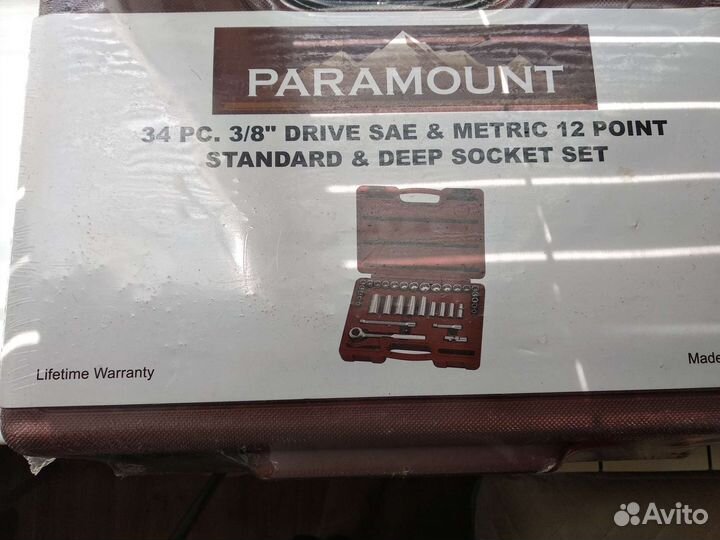 PARAMOUNT
34 PC. 3/8" DRIVE SAE & METRIC 12 POINT
STANDARD & DEEP SOCKET SET
Lifetime Warranty
Made
Avito